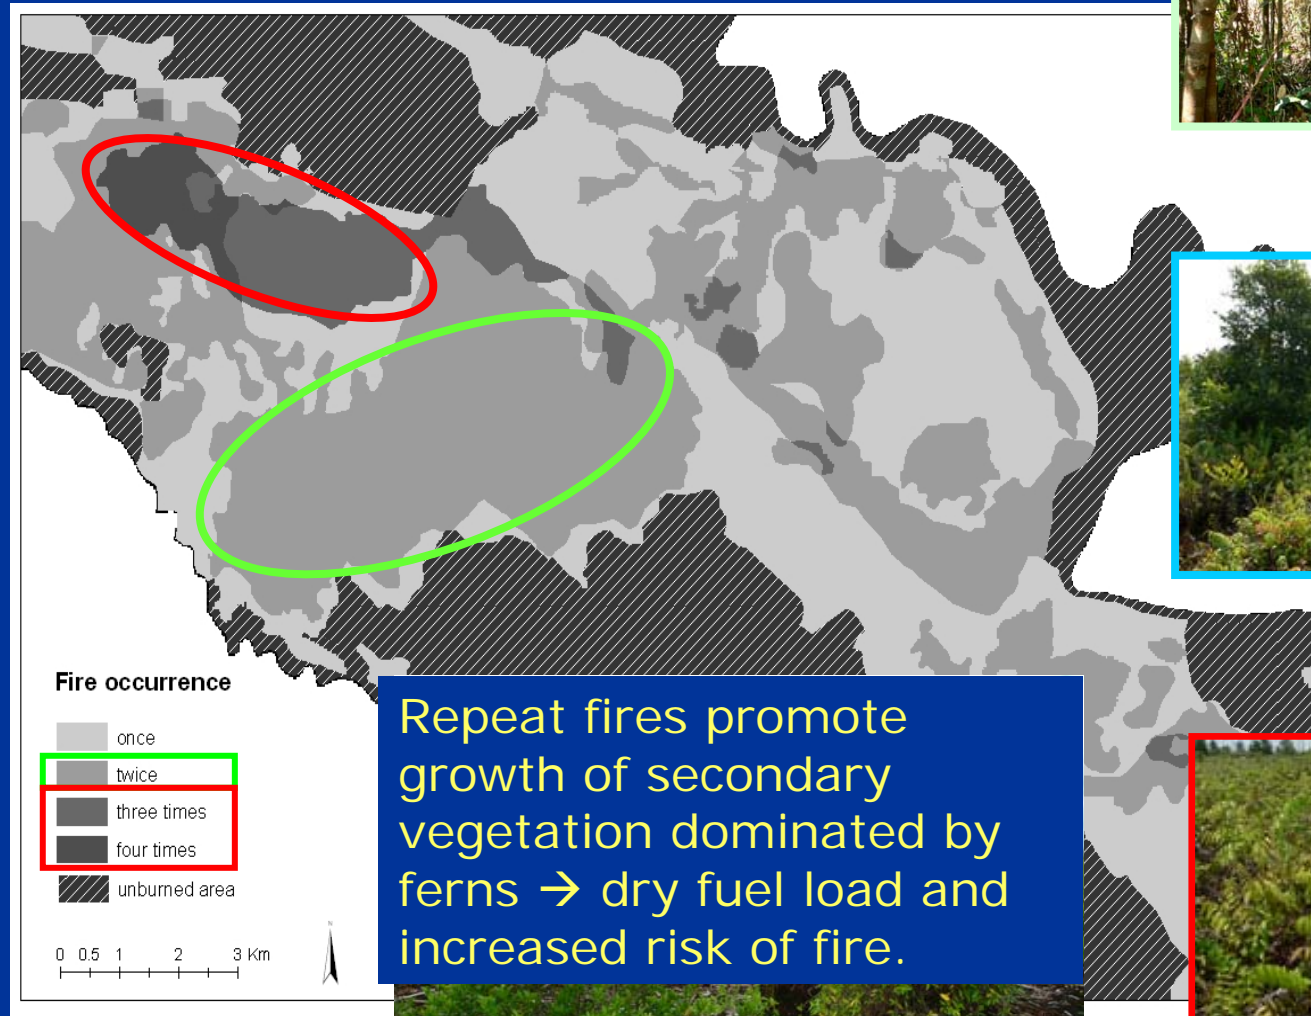 Fire occurrence
once
twice
three times
four times
unburned area
0 0.5 1 2 3 Km
Repeat fires promote
growth of secondary
vegetation dominated by
ferns → dry fuel load and
increased risk of fire.